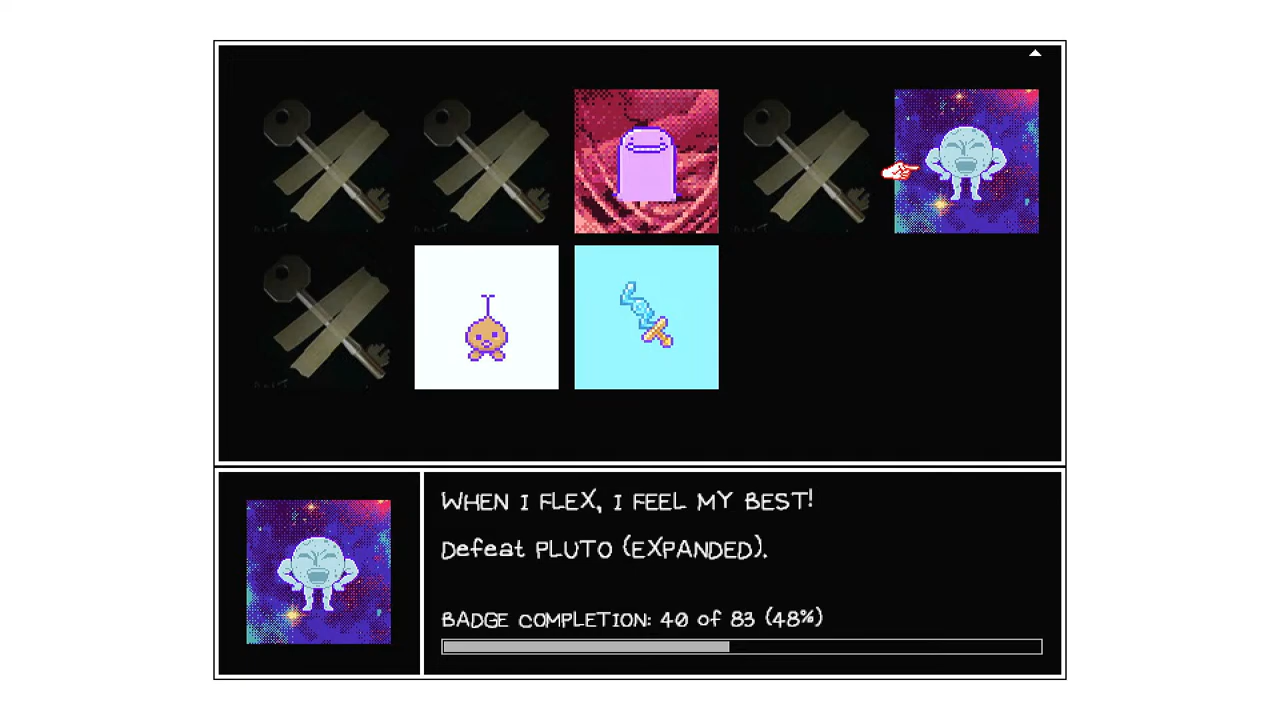 WHEN I FLEX, I FEEL MY BEST!
Defeat PLUTO (EXPANDED).
BADGE COMPLETION: 40 of 83 (48%)